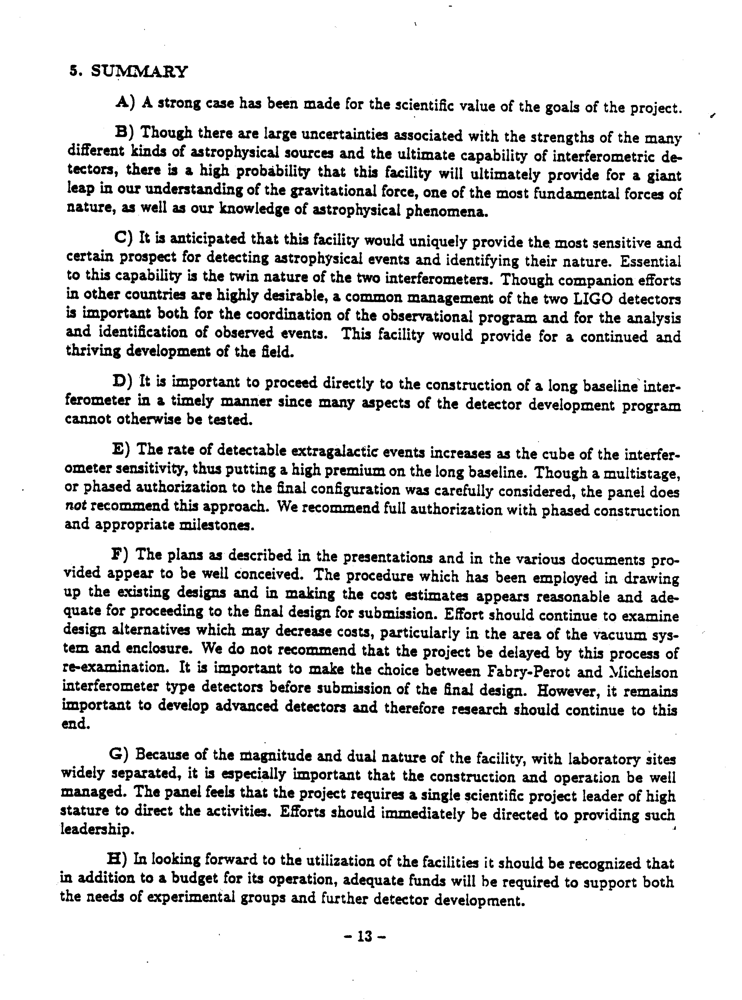 5. SUMMARY
A) A strong case has been made for the scientific value of the goals of the project.
B) Though there are large uncertainties associated with the strengths of the many
different kinds of astrophysical sources and the ultimate capability of interferometric de-
tectors, there is a high probability that this facility will ultimately provide for a giant
leap in our understanding of the gravitational force, one of the most fundamental forces of
nature, as well as our knowledge of astrophysical phenomena.
C) It is anticipated that this facility would uniquely provide the most sensitive and
certain prospect for detecting astrophysical events and identifying their nature. Essential
to this capability is the twin nature of the two interferometers. Though companion efforts
in other countries are highly desirable, a common management of the two LIGO detectors
is important both for the coordination of the observational program and for the analysis
and identification of observed events. This facility would provide for a continued and
thriving development of the field.
D) It is important to proceed directly to the construction of a long baseline inter-
ferometer in a timely manner since many aspects of the detector development program
cannot otherwise be tested.
E) The rate of detectable extragalactic events increases as the cube of the interfer-
ometer sensitivity, thus putting a high premium on the long baseline. Though a multistage,
or phased authorization to the final configuration was carefully considered, the panel does
not recommend this approach. We recommend full authorization with phased construction
and appropriate milestones.
F) The plans as described in the presentations and in the various documents pro-
vided appear to be well conceived. The procedure which has been employed in drawing
up the existing designs and in making the cost estimates appears reasonable and ade-
quate for proceeding to the final design for submission. Effort should continue to examine
design alternatives which may decrease costs, particularly in the area of the vacuum sys-
tem and enclosure. We do not recommend that the project be delayed by this process of
re-examination. It is important to make the choice between Fabry-Perot and Michelson
interferometer type detectors before submission of the final design. However, it remains
important to develop advanced detectors and therefore research should continue to this
end.
G) Because of the magnitude and dual nature of the facility, with laboratory sites
widely separated, it is especially important that the construction and operation be well
managed. The panel feels that the project requires a single scientific project leader of high
stature to direct the activities. Efforts should immediately be directed to providing such
leadership.
H) In looking forward to the utilization of the facilities it should be recognized that
in addition to a budget for its operation, adequate funds will be required to support both
the needs of experimental groups and further detector development.
- 13 -